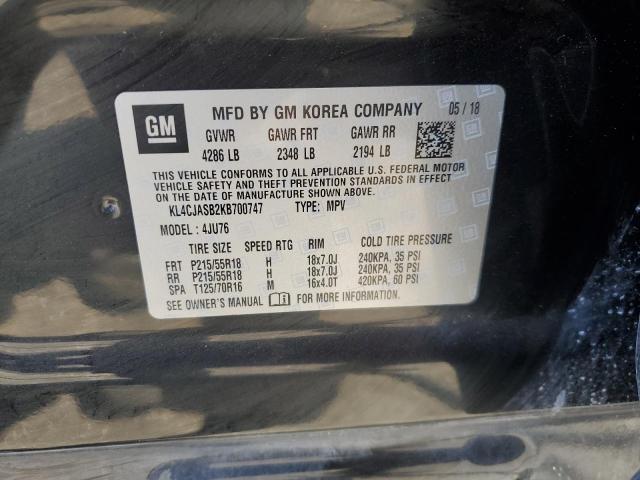 GM
MFD BY GM KOREA COMPANY 05 / 18
GVWR GAWR FRT GAWR RR
4286 LB 2348 LB 2194 LB
THIS VEHICLE CONFORMS TO ALL APPLICABLE U.S. FEDERAL MOTOR
VEHICLE SAFETY AND THEFT PREVENTION STANDARDS IN EFFECT
ON THE DATE OF MANUFACTURE SHOWN ABOVE.
KL4CJASB2KB700747 TYPE: MPV
MODEL : 4JU76
TIRE SIZE SPEED RTG RIM COLD TIRE PRESSURE
FRT P215/55R18 H 18x7.0J 240KPA, 35 PSI
RR P215/55R18 H 18x7.0J 240KPA, 35 PSI
SPA T125/70R16 M 16x4.0T 420KPA, 60 PSI
SEE OWNER'S MANUAL FOR MORE INFORMATION.